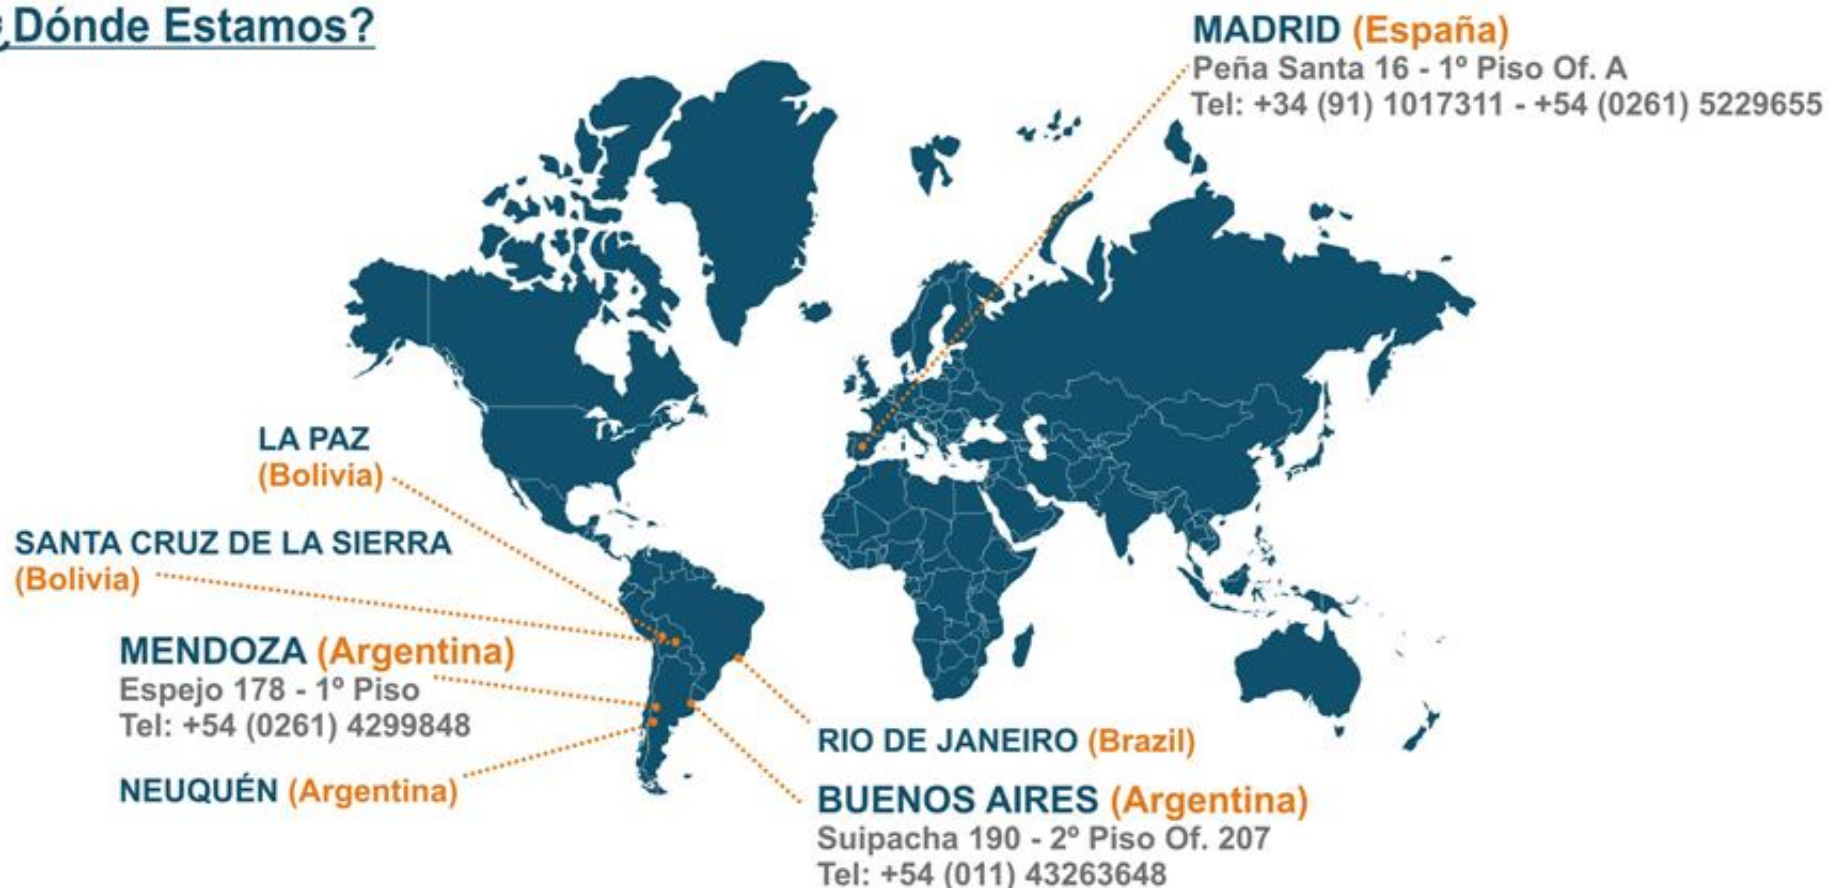 ¿Dónde Estamos?
MADRID (España)
Peña Santa 16 - 1º Piso Of. A
Tel: +34 (91) 1017311 - +54 (0261) 5229655
LA PAZ
(Bolivia)
SANTA CRUZ DE LA SIERRA
(Bolivia)
MENDOZA (Argentina)
Espejo 178 - 1º Piso
Tel: +54 (0261) 4299848
NEUQUÉN (Argentina)
RIO DE JANEIRO (Brazil)
BUENOS AIRES (Argentina)
Suipacha 190 - 2º Piso Of. 207
Tel: +54 (011) 43263648